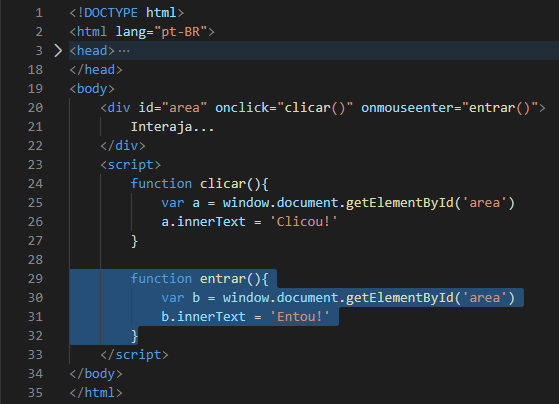 1 <!DOCTYPE html>
2 <html lang="pt-BR">
3 <head>...
18 </head>
19 <body>
20 <div id="area" onclick="clicar()" onmouseenter="entrar()">
21 Interaja...
22 </div>
23 <script>
24 function clicar(){
25 var a = window.document.getElementById('area')
26 a.innerText = 'Clicou!'
27 }
28
29 function entrar(){
30 var b = window.document.getElementById('area')
31 b.innerText = 'Entou!'
32 }
33 </script>
34 </body>
35 </html>